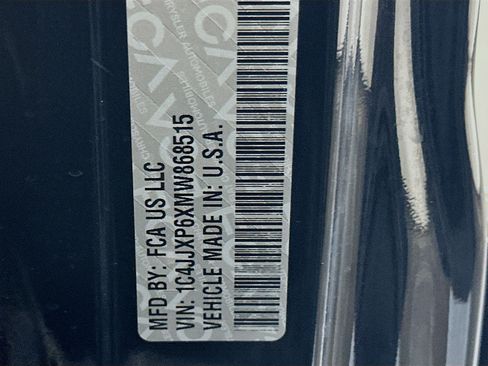 MFD BY: FCA US LLC
VIN: 1C4JJXP6XMW868515
VEHICLE MADE IN: U.S.A.